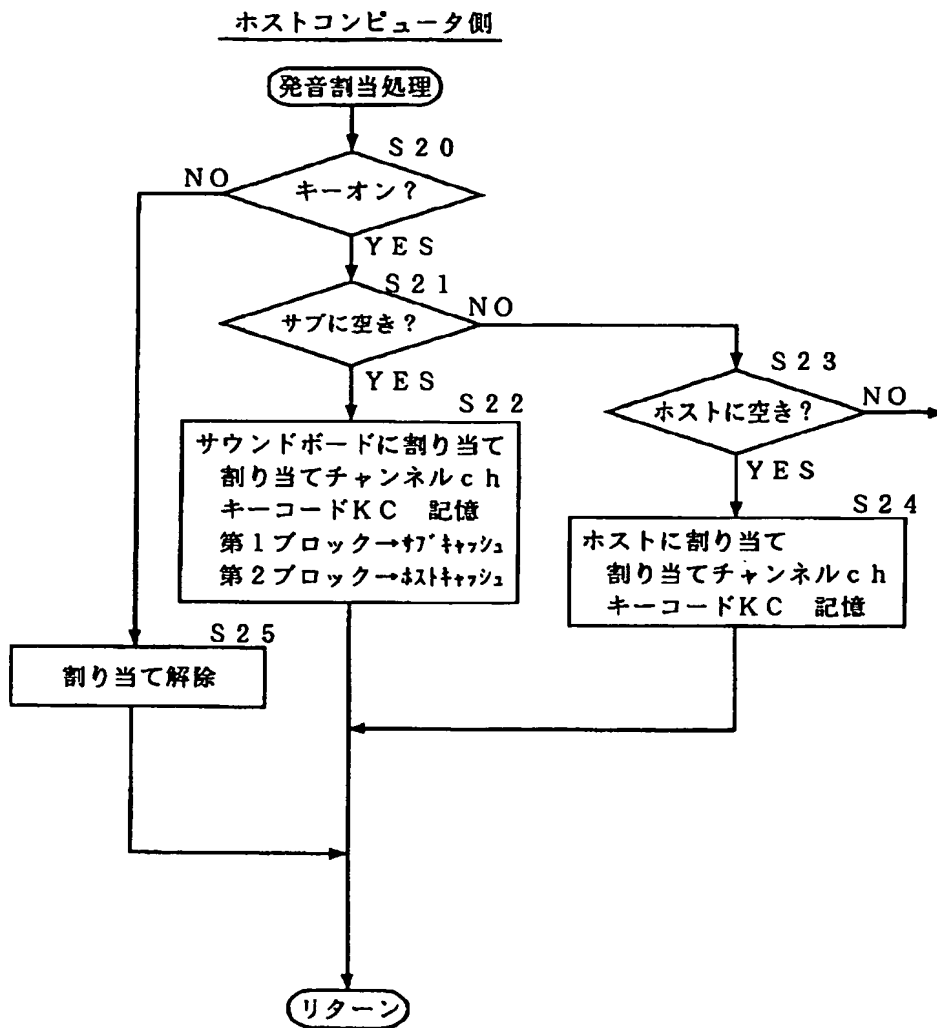 ホストコンピュータ側
発音割当処理
S20
キーオン?
NO
YES
S21
サブに空き?
NO
YES
S23
ホストに空き?
NO
YES
S22
サウンドボードに割り当て
割り当てチャンネルch
キーコードKC 記憶
第1ブロック→サブキャッシュ
第2ブロック→ホストキャッシュ
S24
ホストに割り当て
割り当てチャンネルch
キーコードKC 記憶
S25
割り当て解除
リターン